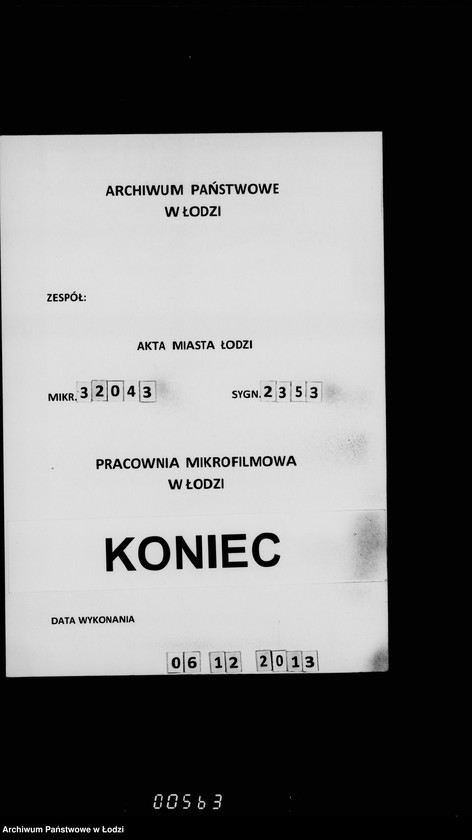 ARCHIWUM PAŃSTWOWE
W ŁODZI
ZESPÓŁ:
AKTA MIASTA ŁODZI
MIKR. 32043 SYGN. 2353
PRACOWNIA MIKROFILMOWA
W ŁODZI
KONIEC
DATA WYKONANIA
06 12 2013
00563
Archiwum Państwowe w Łodzi